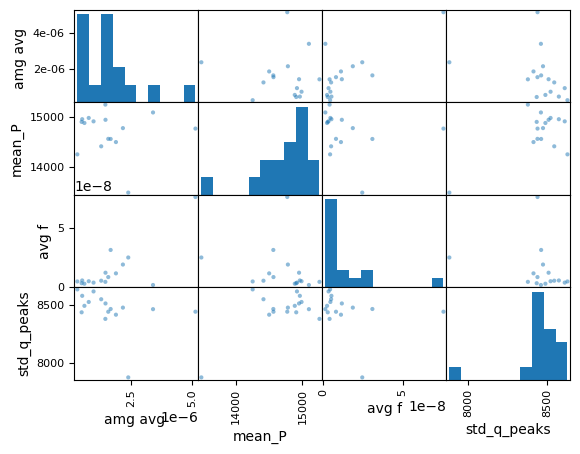 amg avg
4e-06
2e-06
mean_P
15000
14000
1e-8
avg f
5
0
std_q_peaks
8500
8000
2.5
5.0
1e-6
amg avg
14000
15000
mean_P
0
5
1e-8
avg f
8000
8500
std_q_peaks